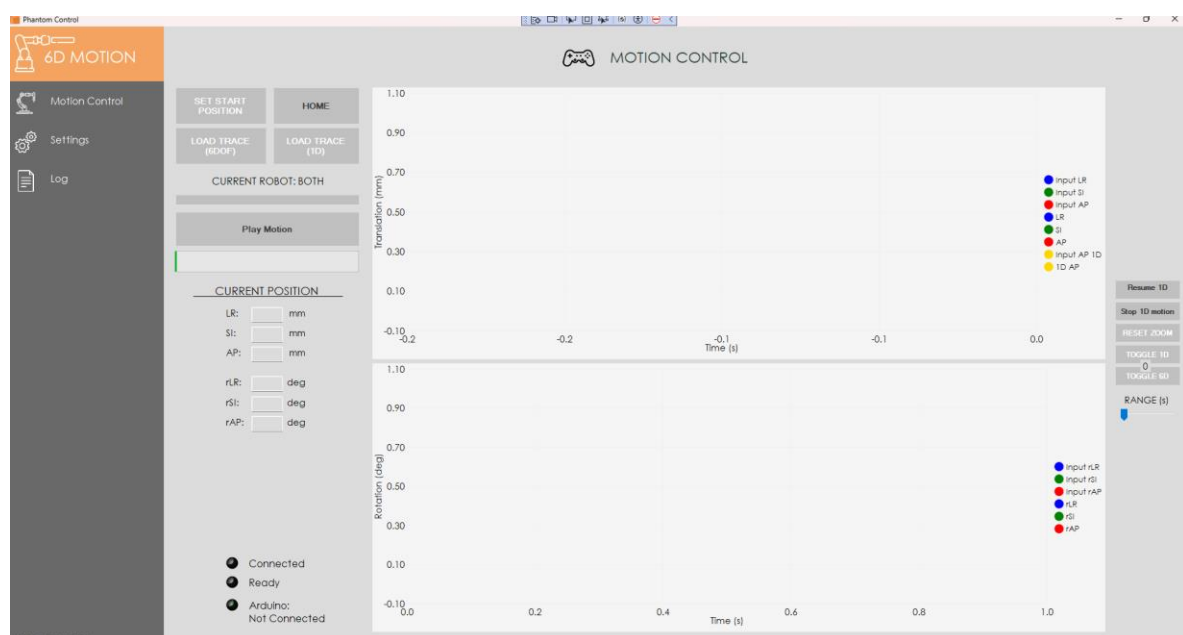 Phantom Control
6D MOTION
MOTION CONTROL
Motion Control
Settings
Log
SET START
POSITION
HOME
LOAD TRACE
(6DOF)
LOAD TRACE
(1D)
CURRENT ROBOT: BOTH
Play Motion
CURRENT POSITION
LR: mm
SI: mm
AP: mm
rLR: deg
rSI: deg
rAP: deg
Connected
Ready
Arduino:
Not Connected
1.10
0.90
0.70
0.50
0.30
0.10
-0.10
Translation (mm)
-0.2
-0.2
-0.1
-0.1
0.0
Time (s)
Input LR
Input SI
Input AP
LR
SI
AP
Input AP 1D
1D AP
1.10
0.90
0.70
0.50
0.30
0.10
-0.10
Rotation (deg)
0.0
0.2
0.4
0.6
0.8
1.0
Time (s)
Input rLR
Input rSI
Input rAP
rLR
rSI
rAP
Resume 1D
Stop 1D motion
RESET ZOOM
TOGGLE 1D
0
TOGGLE 6D
RANGE (s)